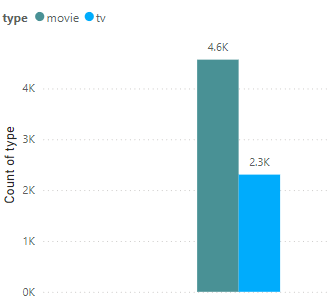 type movie tv
4.6K
4K
3K
2.3K
2K
1K
0K
Count of type